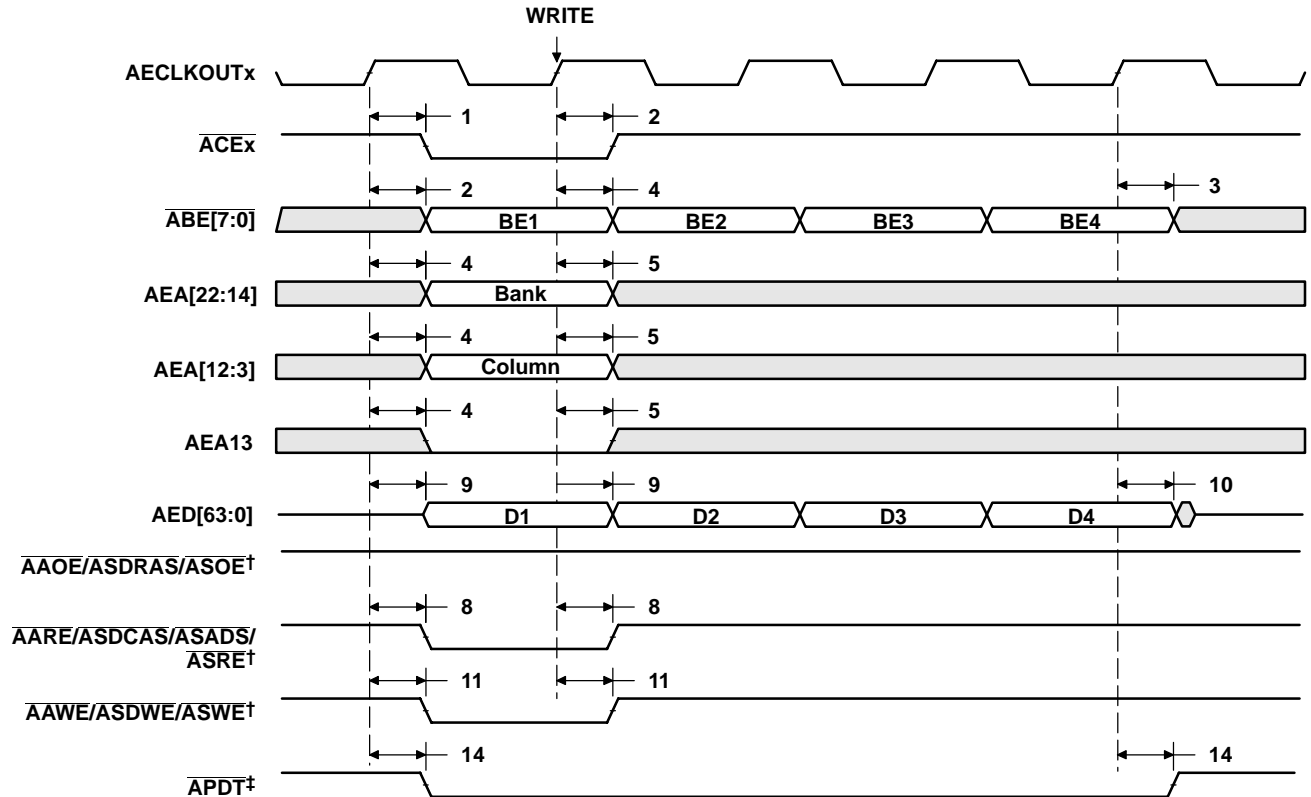 WRITE
AECLKOUTx
1 2
ACEx
2 4 3
ABE[7:0] BE1 BE2 BE3 BE4
4 5
AEA[22:14] Bank
4 5
AEA[12:3] Column
4 5
AEA13
9 9 10
AED[63:0] D1 D2 D3 D4
AAOE/ASDRAS/ASOE†
8 8
AARE/ASDCAS/ASADS/
ASRE†
11 11
AAWE/ASDWE/ASWE†
14 14
APDT‡